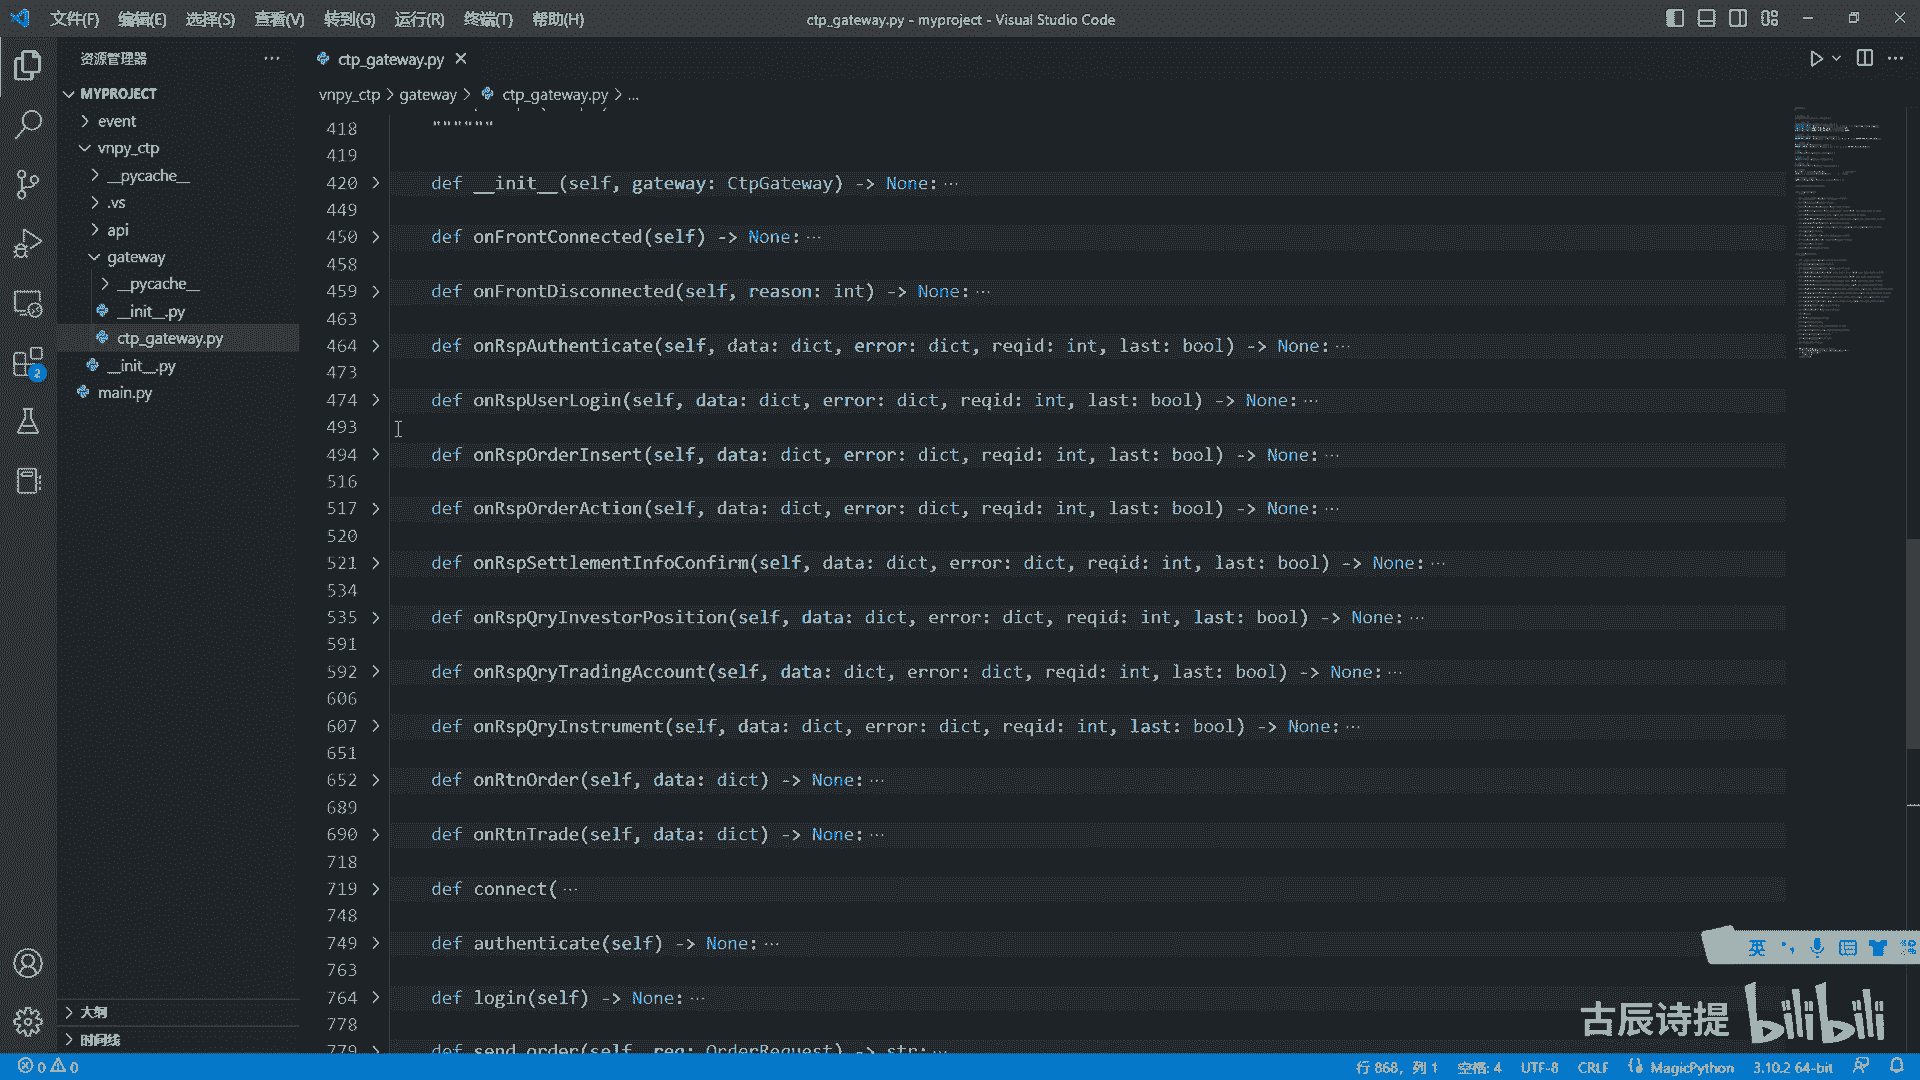 文件(F) 编辑(E) 选择(S) 查看(V) 转到(G) 运行(R) 终端(T) 帮助(H)
ctp_gateway.py - myproject - Visual Studio Code
资源管理器
MYPROJECT
event
vnpy_ctp
__pycache__
.vs
api
gateway
__pycache__
__init__.py
ctp_gateway.py
__init__.py
main.py
大纲
时间线
2
ctp_gateway.py
vnpy_ctp > gateway > ctp_gateway.py > ...
418 """"""
419
420 def __init__(self, gateway: CtpGateway) -> None:…
449
450 def onFrontConnected(self) -> None:…
458
459 def onFrontDisconnected(self, reason: int) -> None:…
463
464 def onRspAuthenticate(self, data: dict, error: dict, reqid: int, last: bool) -> None:…
473
474 def onRspUserLogin(self, data: dict, error: dict, reqid: int, last: bool) -> None:…
493
494 def onRspOrderInsert(self, data: dict, error: dict, reqid: int, last: bool) -> None:…
516
517 def onRspOrderAction(self, data: dict, error: dict, reqid: int, last: bool) -> None:…
520
521 def onRspSettlementInfoConfirm(self, data: dict, error: dict, reqid: int, last: bool) -> None:…
534
535 def onRspQryInvestorPosition(self, data: dict, error: dict, reqid: int, last: bool) -> None:…
591
592 def onRspQryTradingAccount(self, data: dict, error: dict, reqid: int, last: bool) -> None:…
606
607 def onRspQryInstrument(self, data: dict, error: dict, reqid: int, last: bool) -> None:…
651
652 def onRtnOrder(self, data: dict) -> None:…
689
690 def onRtnTrade(self, data: dict) -> None:…
718
719 def connect(…
748
749 def authenticate(self) -> None:…
763
764 def login(self) -> None:…
778
779 def send_order(self, req: OrderRequest) -> str:…
英
古辰诗提 bilibili
0 0
行 868，列 1 空格: 4 UTF-8 CRLF MagicPython 3.10.2 64-bit